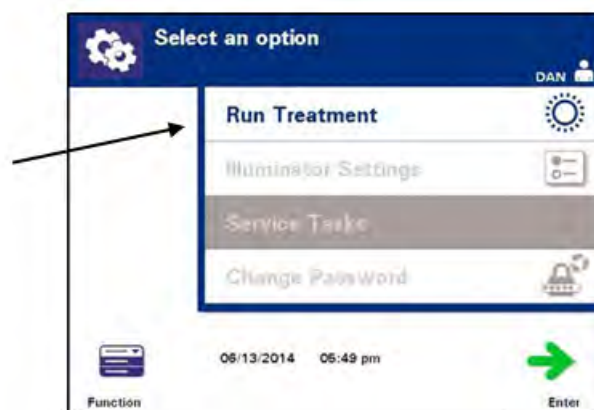 Select an option
DAN
Run Treatment
Illuminator Settings
Service Tasks
Change Password
06/13/2014 05:49 pm
Function
Enter